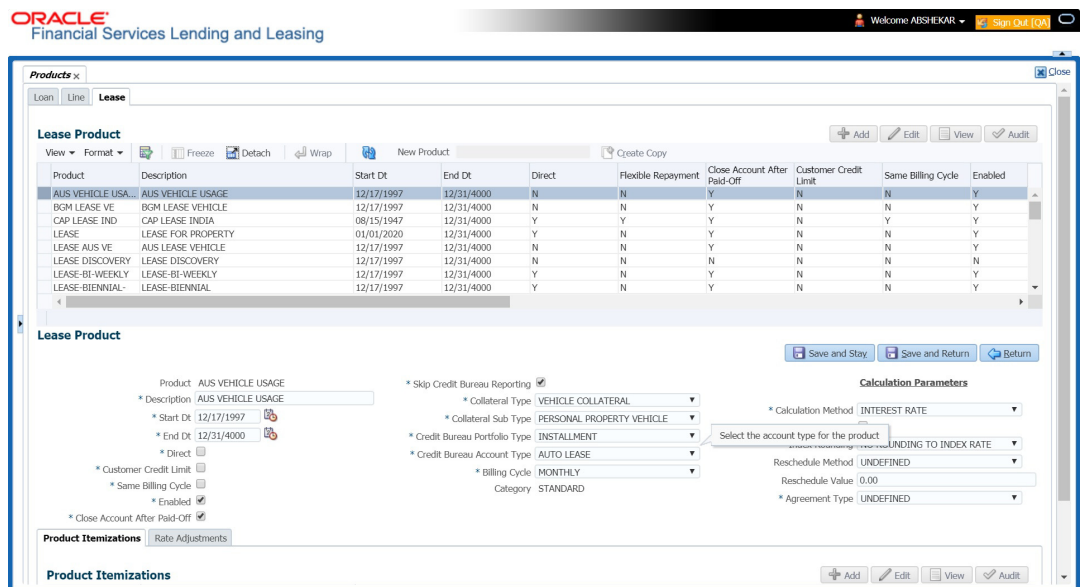 ORACLE
Financial Services Lending and Leasing
Welcome ABSHEKAR
Sign Out [QA]
Products x
Close
Loan Line Lease
Lease Product
Add Edit View Audit
View Format Freeze Detach Wrap New Product Create Copy
Product Description Start Dt End Dt Direct Flexible Repayment Close Account After Paid-Off Customer Credit Limit Same Billing Cycle Enabled
AUS VEHICLE USA... AUS VEHICLE USAGE 12/17/1997 12/31/4000 N N Y N N Y
BGM LEASE VE BGM LEASE VEHICLE 12/17/1997 12/31/4000 N N Y N N Y
CAP LEASE IND CAP LEASE INDIA 08/15/1947 12/31/4000 Y Y Y N Y Y
LEASE LEASE FOR PROPERTY 01/01/2020 12/31/4000 Y N Y N N Y
LEASE AUS VE AUS LEASE VEHICLE 12/17/1997 12/31/4000 N N Y N N Y
LEASE DISCOVERY LEASE DISCOVERY 12/17/1997 12/31/4000 N N N N N N
LEASE-BI-WEEKLY LEASE-BI-WEEKLY 12/17/1997 12/31/4000 Y N Y N N Y
LEASE-BIENNIAL- LEASE-BIENNIAL 12/17/1997 12/31/4000 Y N Y N N Y
Lease Product
Save and Stay Save and Return Return
Product AUS VEHICLE USAGE
* Description AUS VEHICLE USAGE
* Start Dt 12/17/1997
* End Dt 12/31/4000
* Direct
* Customer Credit Limit
* Same Billing Cycle
* Enabled
* Close Account After Paid-Off
* Skip Credit Bureau Reporting
* Collateral Type VEHICLE COLLATERAL
* Collateral Sub Type PERSONAL PROPERTY VEHICLE
* Credit Bureau Portfolio Type INSTALLMENT
* Credit Bureau Account Type AUTO LEASE
* Billing Cycle MONTHLY
Category STANDARD
Select the account type for the product
Calculation Parameters
* Calculation Method INTEREST RATE
ROUNDING TO INDEX RATE
Reschedule Method UNDEFINED
Reschedule Value 0.00
* Agreement Type UNDEFINED
Product Itemizations Rate Adjustments
Product Itemizations
Add Edit View Audit